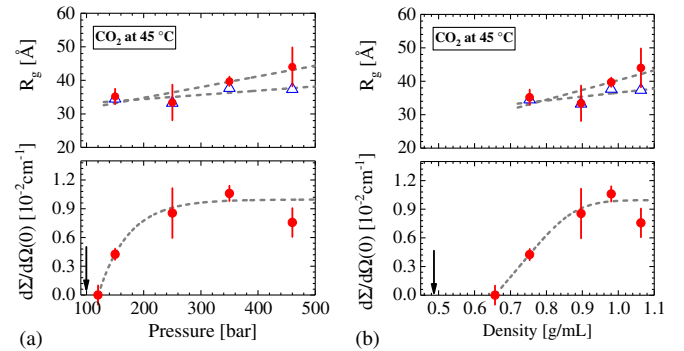 60
50
40
30
20
R_g [Å]
CO₂ at 45 °C
1.2
0.9
0.6
0.3
0.0
dΣ/dΩ(0) [10⁻²cm⁻¹]
100 200 300 400 500
(a) Pressure [bar]
60
50
40
30
20
R_g [Å]
CO₂ at 45 °C
1.2
0.9
0.6
0.3
0.0
dΣ/dΩ(0) [10⁻²cm⁻¹]
0.5 0.6 0.7 0.8 0.9 1.0 1.1
(b) Density [g/mL]